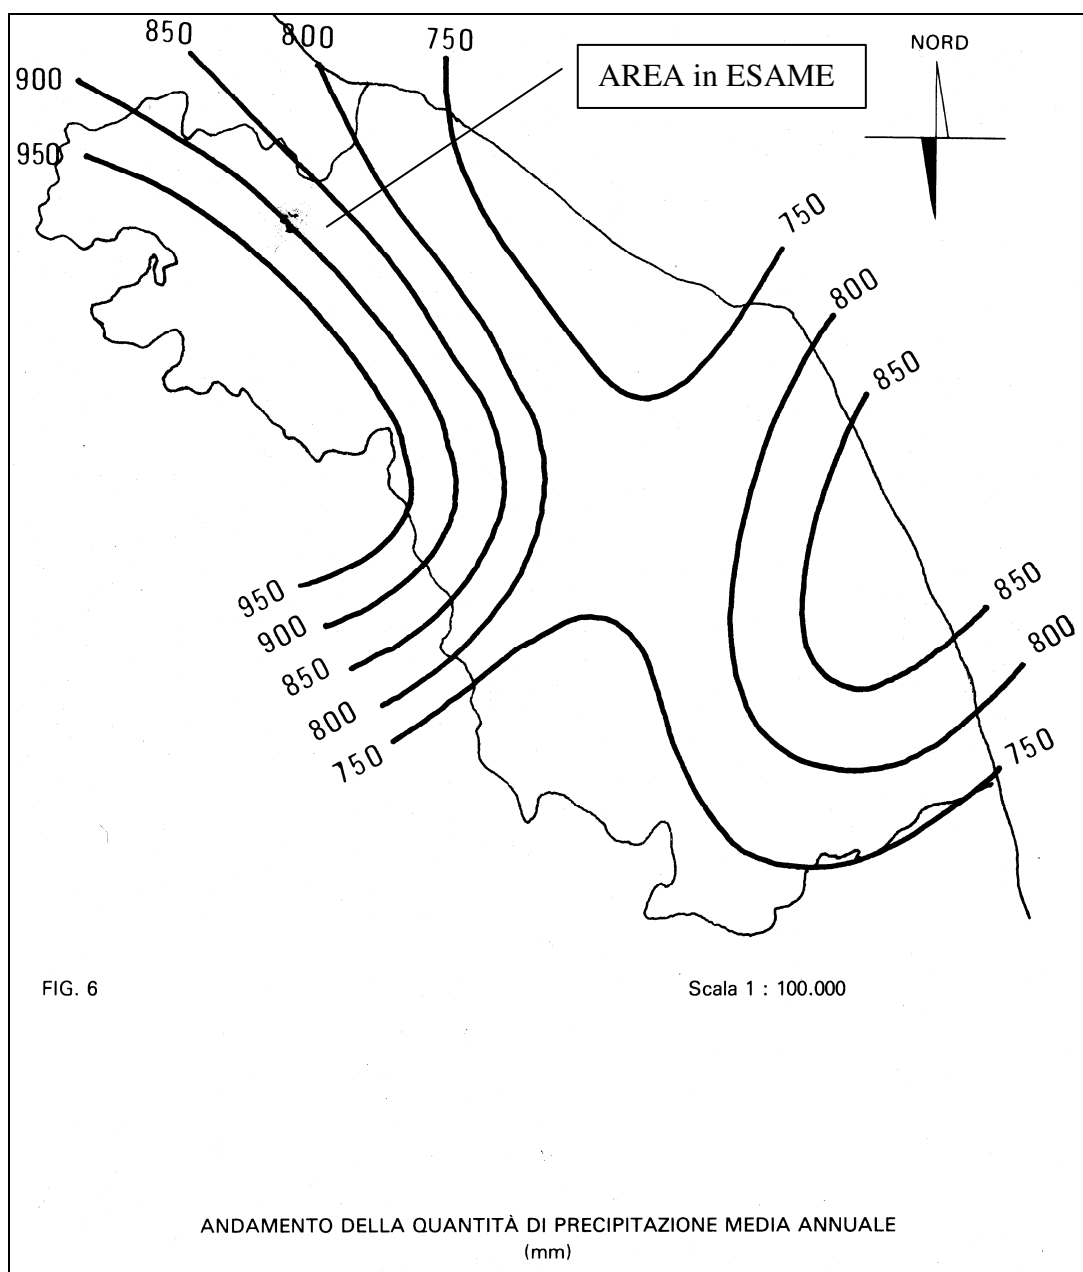 850
800
750
NORD
AREA in ESAME
900
950
750
800
850
950
900
850
800
750
850
800
750
FIG. 6
Scala 1 : 100.000
ANDAMENTO DELLA QUANTITÀ DI PRECIPITAZIONE MEDIA ANNUALE
(mm)